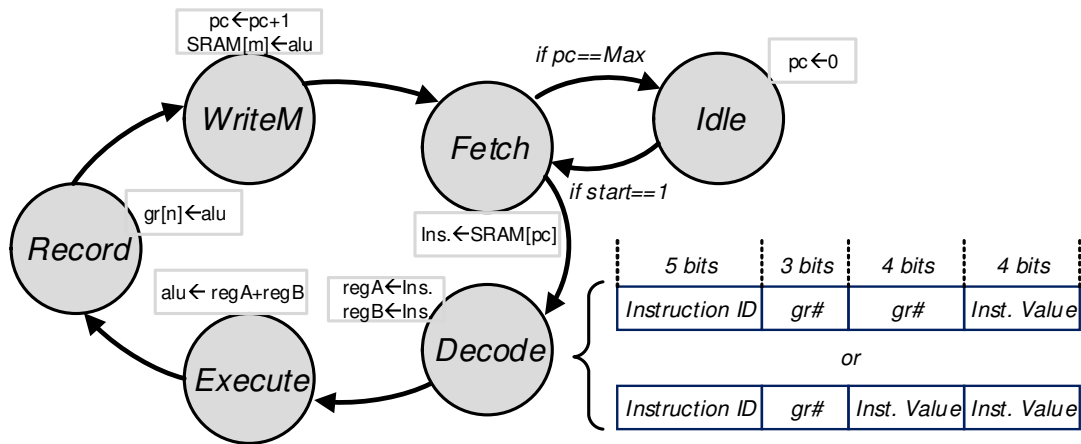 pc←pc+1
SRAM[m]←alu
WriteM
if pc==Max
Idle
pc←0
Fetch
if start==1
Ins.←SRAM[pc]
gr[n]←alu
Record
alu← regA+regB
Execute
regA←Ins.
regB←Ins.
Decode
5 bits 3 bits 4 bits 4 bits
Instruction ID gr# gr# Inst. Value
or
Instruction ID gr# Inst. Value Inst. Value